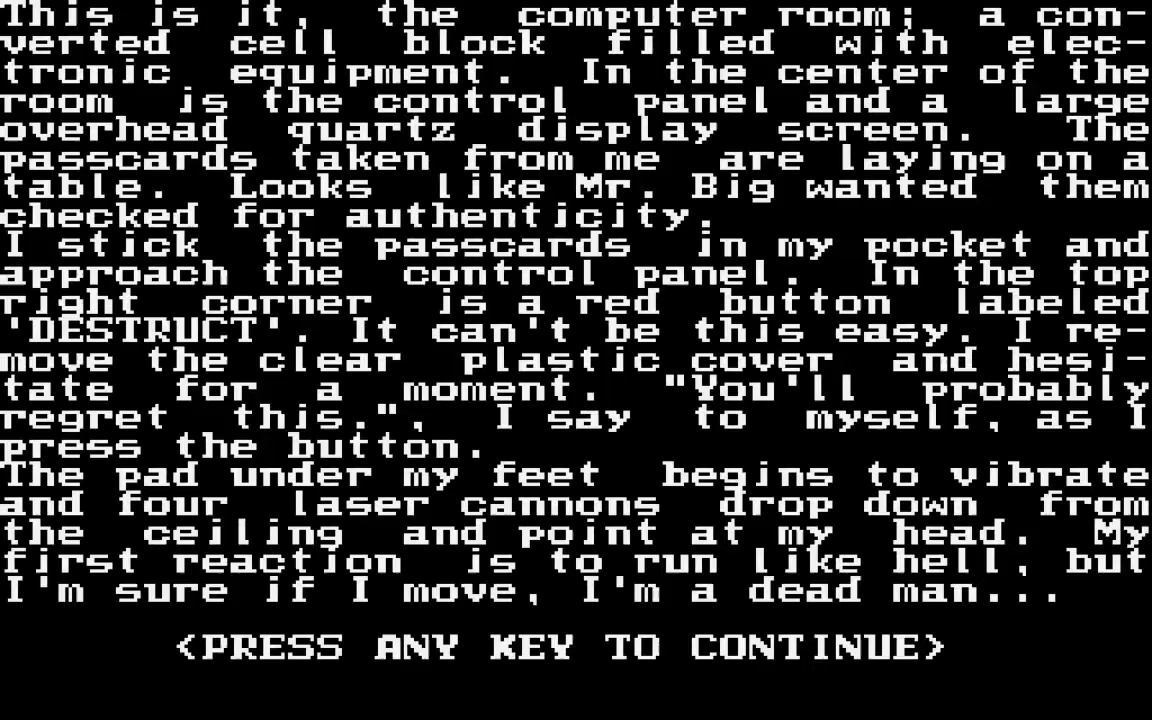 This is it, the computer room; a con-
verted cell block filled with elec-
tronic equipment. In the center of the
room is the control panel and a large
overhead quartz display screen. The
passcards taken from me are laying on a
table. Looks like Mr. Big wanted them
checked for authenticity.
I stick the passcards in my pocket and
approach the control panel. In the top
right corner is a red button labeled
'DESTRUCT'. It can't be this easy. I re-
move the clear plastic cover and hesi-
tate for a moment. "You'll probably
regret this.", I say to myself, as I
press the button.
The pad under my feet begins to vibrate
and four laser cannons drop down from
the ceiling and point at my head. My
first reaction is to run like hell, but
I'm sure if I move, I'm a dead man...
<PRESS ANY KEY TO CONTINUE>